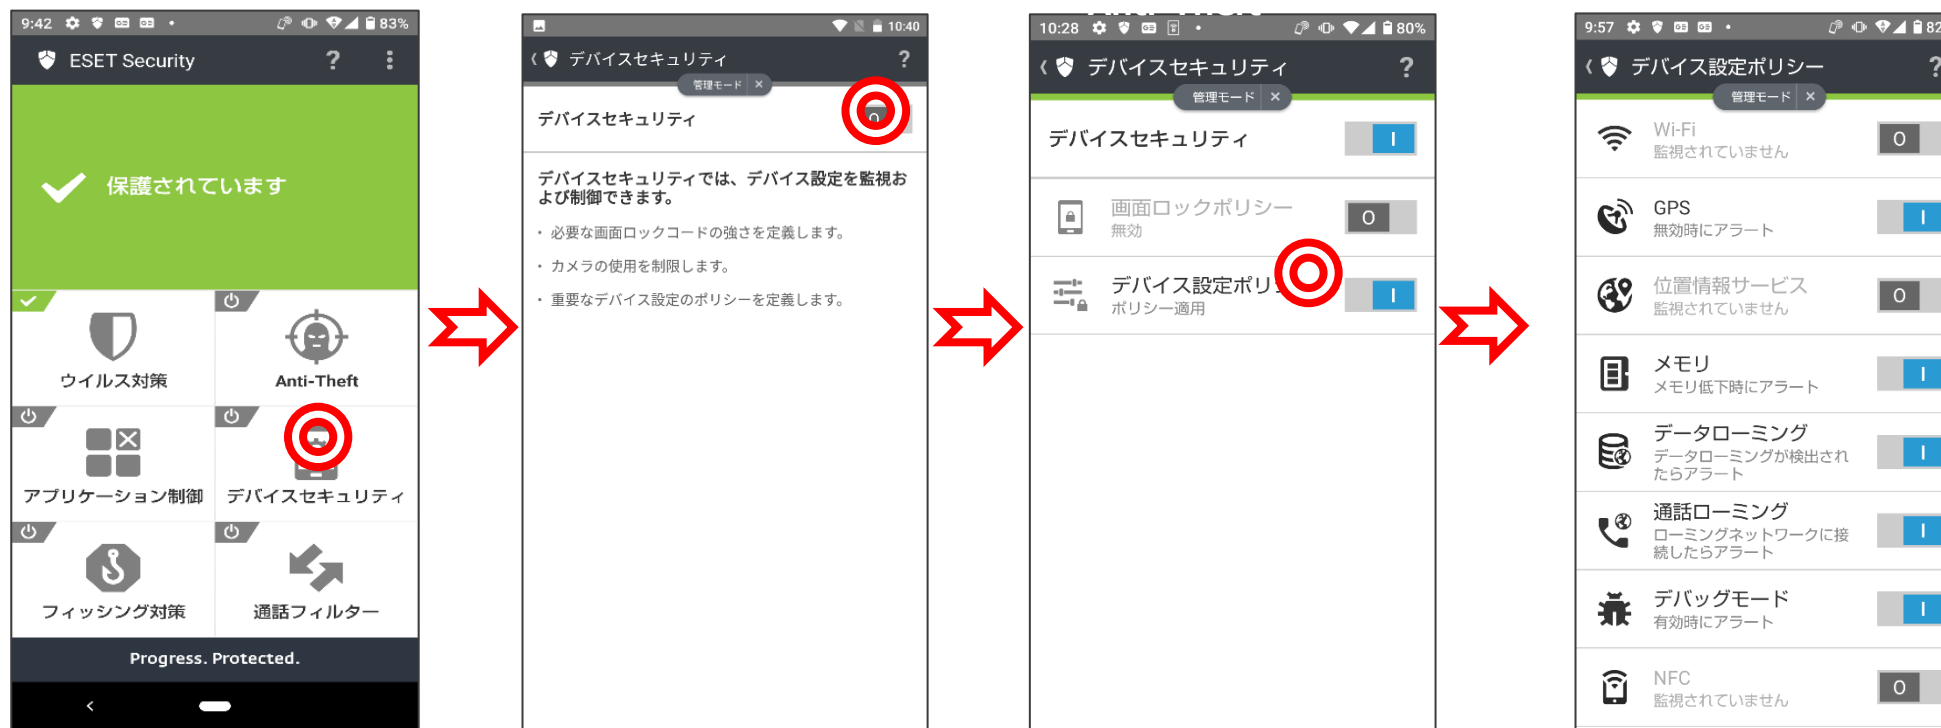 9:42
83%
ESET Security
?
保護されています
ウイルス対策
Anti-Theft
アプリケーション制御
デバイスセキュリティ
フィッシング対策
通話フィルター
Progress. Protected.
10:40
デバイスセキュリティ
?
管理モード ×
デバイスセキュリティ
デバイスセキュリティでは、デバイス設定を監視お
よび制御できます。
・ 必要な画面ロックコードの強さを定義します。
・ カメラの使用を制限します。
・ 重要なデバイス設定のポリシーを定義します。
Anti-Theft
10:28
80%
デバイスセキュリティ
?
管理モード ×
デバイスセキュリティ
画面ロックポリシー
無効
デバイス設定ポリ
ポリシー適用
9:57
82
デバイス設定ポリシー
?
管理モード ×
Wi-Fi
監視されていません
GPS
無効時にアラート
位置情報サービス
監視されていません
メモリ
メモリ低下時にアラート
データローミング
データローミングが検出され
たらアラート
通話ローミング
ローミングネットワークに接
続したらアラート
デバッグモード
有効時にアラート
NFC
監視されていません